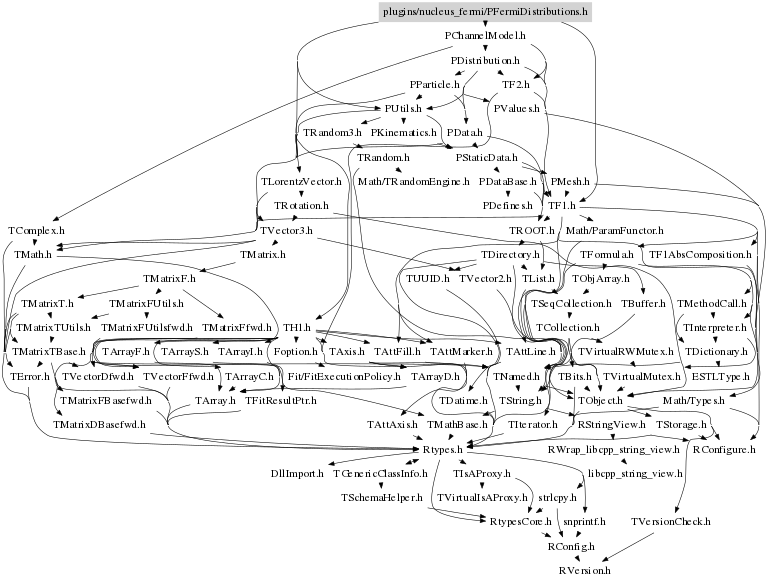 plugins/nucleus_fermi/PFermiDistributions.h
PChannelModel.h
PDistribution.h
PParticle.h TF2.h
PUtils.h PValues.h
TRandom3.h PKinematics.h PData.h
TRandom.h PStaticData.h
TLorentzVector.h Math/TRandomEngine.h PDataBase.h PMesh.h
TRotation.h PDefines.h TF1.h
TComplex.h TVector3.h TROOT.h Math/ParamFunctor.h
TMath.h TMatrix.h TDirectory.h TFormula.h TF1AbsComposition.h
TMatrixF.h TUUID.h TVector2.h TList.h TObjArray.h
TMatrixT.h TMatrixFUtils.h TSeqCollection.h TBuffer.h TMethodCall.h
TMatrixTUtils.h TMatrixFUtilsfwd.h TMatrixFfwd.h TH1.h TCollection.h TInterpreter.h
TMatrixTBase.h TArrayF.h TArrayS.h TArrayI.h Foption.h TAxis.h TAttFill.h TAttMarker.h TAttLine.h TVirtualRWMutex.h TDictionary.h
TError.h TVectorDfwd.h TVectorFfwd.h TArrayC.h Fit/FitExecutionPolicy.h TArrayD.h TNamed.h TBits.h TVirtualMutex.h ESTLType.h
TMatrixFBasefwd.h TArray.h TFitResultPtr.h TDatime.h TString.h TObject.h Math/Types.h
TMatrixDBasefwd.h TAttAxis.h TMathBase.h TIterator.h RStringView.h TStorage.h
Rtypes.h RWrap_libcpp_string_view.h RConfigure.h
DllImport.h TGenericClassInfo.h TIsAProxy.h libcpp_string_view.h
TSchemaHelper.h TVirtualIsAProxy.h strlcpy.h
RtypesCore.h snprintf.h TVersionCheck.h
RConfig.h
RVersion.h